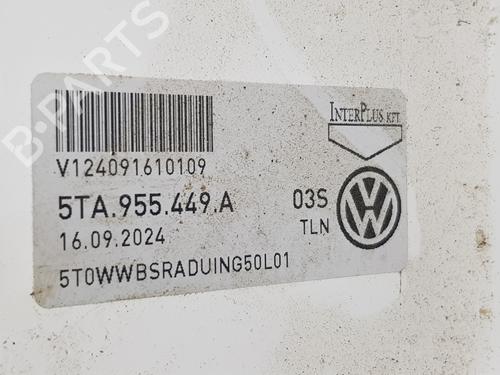 INTERPLUS KFT.
V124091610109
5TA.955.449.A
03S
TLN
16.09.2024
5T0WWBSRADUING50L01
B-PARTS